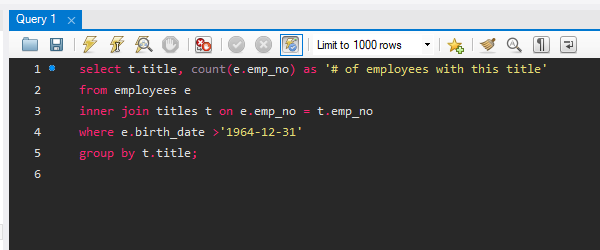 Query 1
Limit to 1000 rows
1 select t.title, count(e.emp_no) as '# of employees with this title'
2 from employees e
3 inner join titles t on e.emp_no = t.emp_no
4 where e.birth_date >'1964-12-31'
5 group by t.title;
6